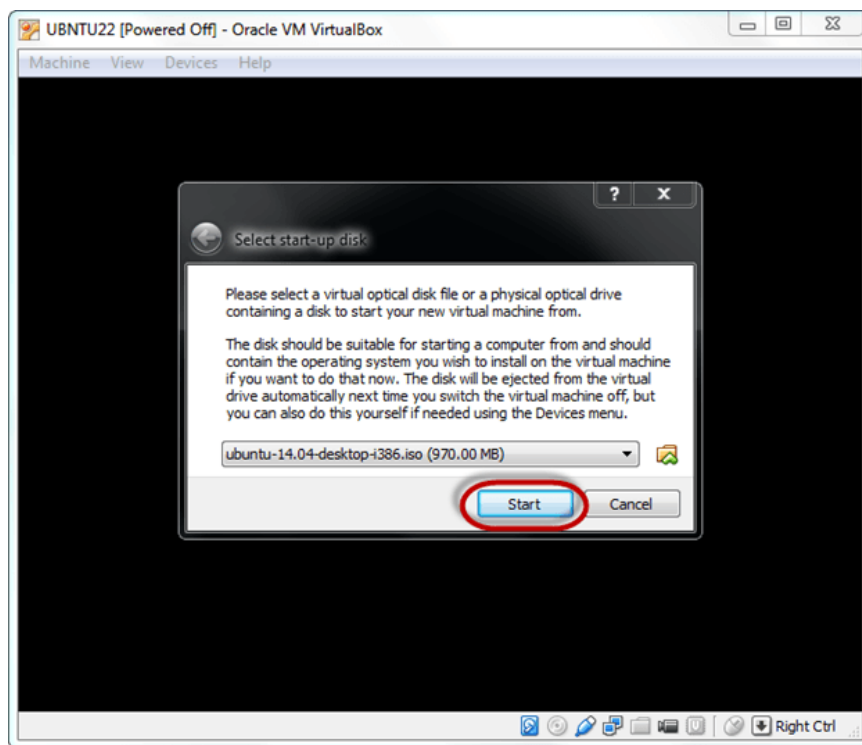 UBNTU22 [Powered Off] - Oracle VM VirtualBox
Machine View Devices Help
? x
Select start-up disk
Please select a virtual optical disk file or a physical optical drive
containing a disk to start your new virtual machine from.
The disk should be suitable for starting a computer from and should
contain the operating system you wish to install on the virtual machine
if you want to do that now. The disk will be ejected from the virtual
drive automatically next time you switch the virtual machine off, but
you can also do this yourself if needed using the Devices menu.
ubuntu-14.04-desktop-i386.iso (970.00 MB)
Start Cancel
Right Ctrl